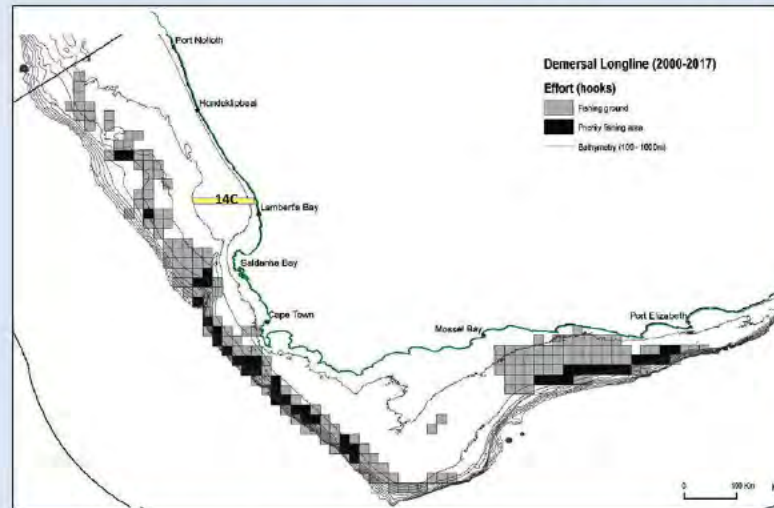 Port Nolloth
Hondeklipbaai
14C
Lambert's Bay
Saldanha Bay
Cape Town
Mossel Bay
Port Elizabeth
Demersal Longline (2000-2017)
Effort (hooks)
Fishing ground
Priority fishing area
Bathymetry (100 - 1000m)
0 100 Km